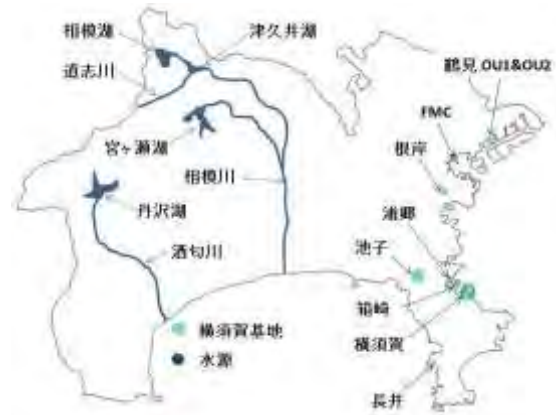 相模湖
津久井湖
道志川
鶴見 OU1&OU2
FMC
根岸
宮ヶ瀬湖
相模川
丹沢湖
浦郷
池子
酒匂川
箱崎
横須賀基地
横須賀
水源
長井